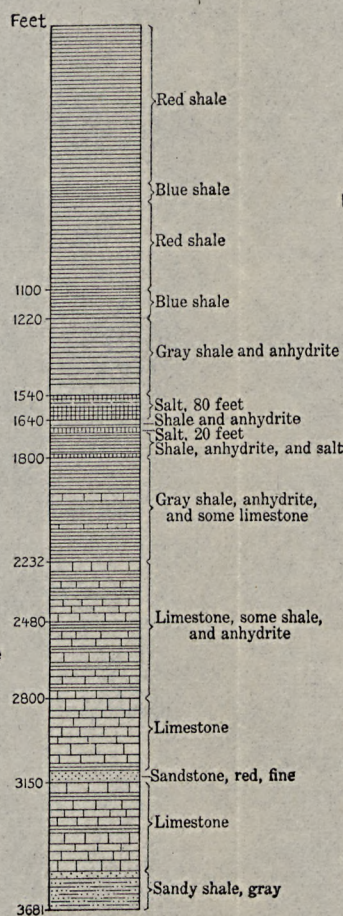 Feet
Red shale
Blue shale
Red shale
1100
Blue shale
1220
Gray shale and anhydrite
1540
Salt, 80 feet
1640
Shale and anhydrite
Salt, 20 feet
Shale, anhydrite, and salt
1800
Gray shale, anhydrite,
and some limestone
2232
2480
Limestone, some shale,
and anhydrite
2800
Limestone
Sandstone, red, fine
3150
Limestone
Sandy shale, gray
3681